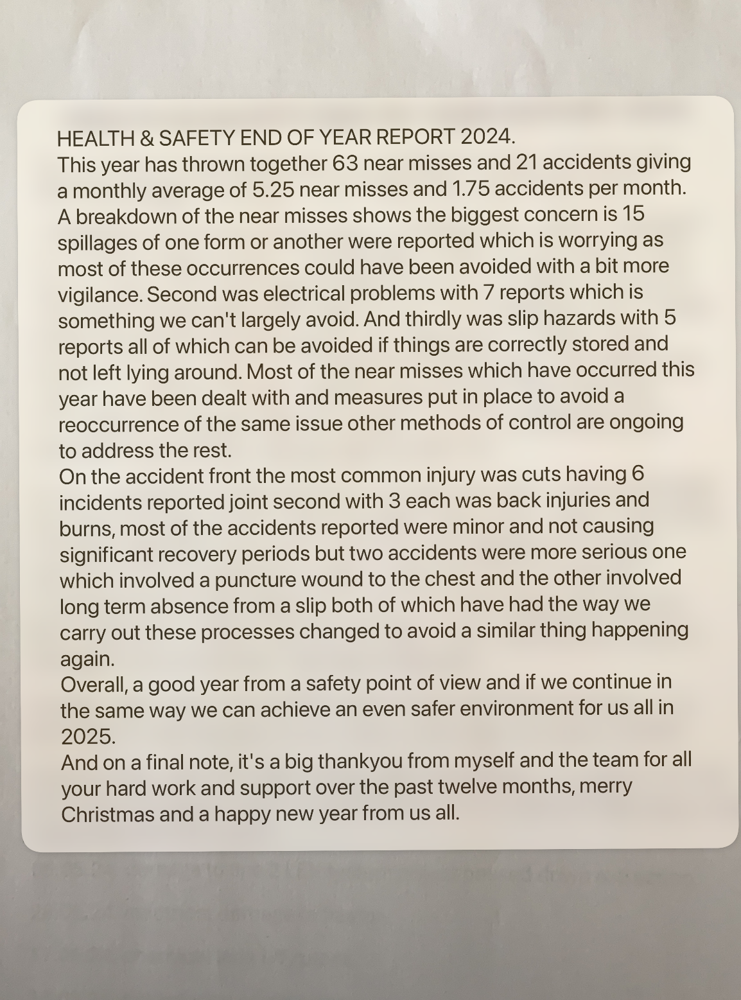 HEALTH & SAFETY END OF YEAR REPORT 2024.
This year has thrown together 63 near misses and 21 accidents giving
a monthly average of 5.25 near misses and 1.75 accidents per month.
A breakdown of the near misses shows the biggest concern is 15
spillages of one form or another were reported which is worrying as
most of these occurrences could have been avoided with a bit more
vigilance. Second was electrical problems with 7 reports which is
something we can't largely avoid. And thirdly was slip hazards with 5
reports all of which can be avoided if things are correctly stored and
not left lying around. Most of the near misses which have occurred this
year have been dealt with and measures put in place to avoid a
reoccurrence of the same issue other methods of control are ongoing
to address the rest.
On the accident front the most common injury was cuts having 6
incidents reported joint second with 3 each was back injuries and
burns, most of the accidents reported were minor and not causing
significant recovery periods but two accidents were more serious one
which involved a puncture wound to the chest and the other involved
long term absence from a slip both of which have had the way we
carry out these processes changed to avoid a similar thing happening
again.
Overall, a good year from a safety point of view and if we continue in
the same way we can achieve an even safer environment for us all in
2025.
And on a final note, it's a big thankyou from myself and the team for all
your hard work and support over the past twelve months, merry
Christmas and a happy new year from us all.